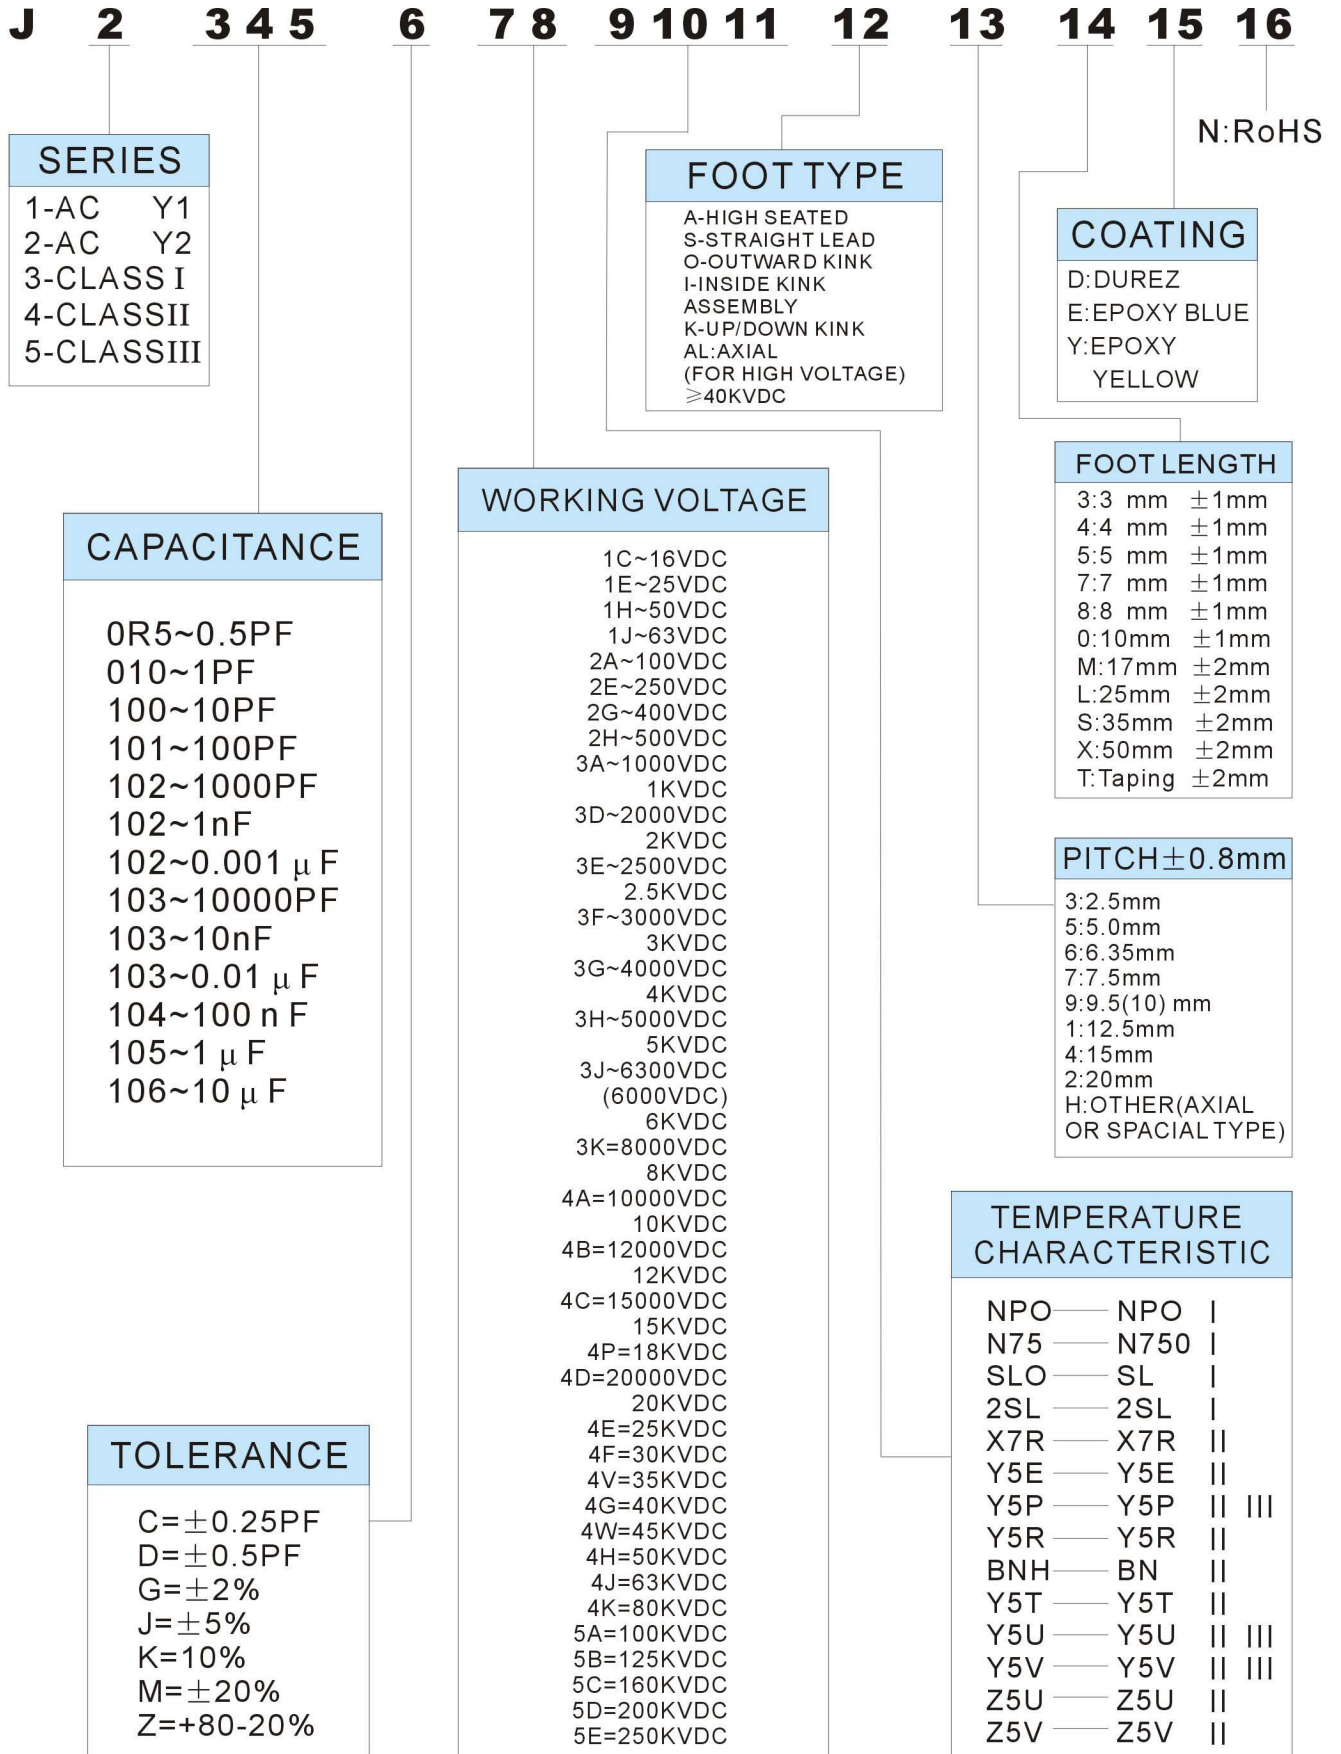 J 2 3 4 5 6 7 8 9 10 11 12 13 14 15 16
N:RoHS
SERIES
1-AC Y1
2-AC Y2
3-CLASS I
4-CLASSII
5-CLASSIII
FOOT TYPE
A-HIGH SEATED
S-STRAIGHT LEAD
O-OUTWARD KINK
I-INSIDE KINK
ASSEMBLY
K-UP/DOWN KINK
AL:AXIAL
(FOR HIGH VOLTAGE)
≥40KVDC
COATING
D:DUREZ
E:EPOXY BLUE
Y:EPOXY
YELLOW
FOOT LENGTH
3:3 mm ±1mm
4:4 mm ±1mm
5:5 mm ±1mm
7:7 mm ±1mm
8:8 mm ±1mm
0:10mm ±1mm
M:17mm ±2mm
L:25mm ±2mm
S:35mm ±2mm
X:50mm ±2mm
T:Taping ±2mm
CAPACITANCE
0R5~0.5PF
010~1PF
100~10PF
101~100PF
102~1000PF
102~1nF
102~0.001 μ F
103~10000PF
103~10nF
103~0.01 μ F
104~100 n F
105~1 μ F
106~10 μ F
WORKING VOLTAGE
1C~16VDC
1E~25VDC
1H~50VDC
1J~63VDC
2A~100VDC
2E~250VDC
2G~400VDC
2H~500VDC
3A~1000VDC
1KVDC
3D~2000VDC
2KVDC
3E~2500VDC
2.5KVDC
3F~3000VDC
3KVDC
3G~4000VDC
4KVDC
3H~5000VDC
5KVDC
3J~6300VDC
(6000VDC)
6KVDC
3K=8000VDC
8KVDC
4A=10000VDC
10KVDC
4B=12000VDC
12KVDC
4C=15000VDC
15KVDC
4P=18KVDC
4D=20000VDC
20KVDC
4E=25KVDC
4F=30KVDC
4V=35KVDC
4G=40KVDC
4W=45KVDC
4H=50KVDC
4J=63KVDC
4K=80KVDC
5A=100KVDC
5B=125KVDC
5C=160KVDC
5D=200KVDC
5E=250KVDC
PITCH±0.8mm
3:2.5mm
5:5.0mm
6:6.35mm
7:7.5mm
9:9.5(10) mm
1:12.5mm
4:15mm
2:20mm
H:OTHER(AXIAL
OR SPACIAL TYPE)
TEMPERATURE
CHARACTERISTIC
NPO NPO I
N75 N750 I
SLO SL I
2SL 2SL I
X7R X7R II
Y5E Y5E II
Y5P Y5P II III
Y5R Y5R II
BNH BN II
Y5T Y5T II
Y5U Y5U II III
Y5V Y5V II III
Z5U Z5U II
Z5V Z5V II
TOLERANCE
C=±0.25PF
D=±0.5PF
G=±2%
J=±5%
K=10%
M=±20%
Z=+80-20%